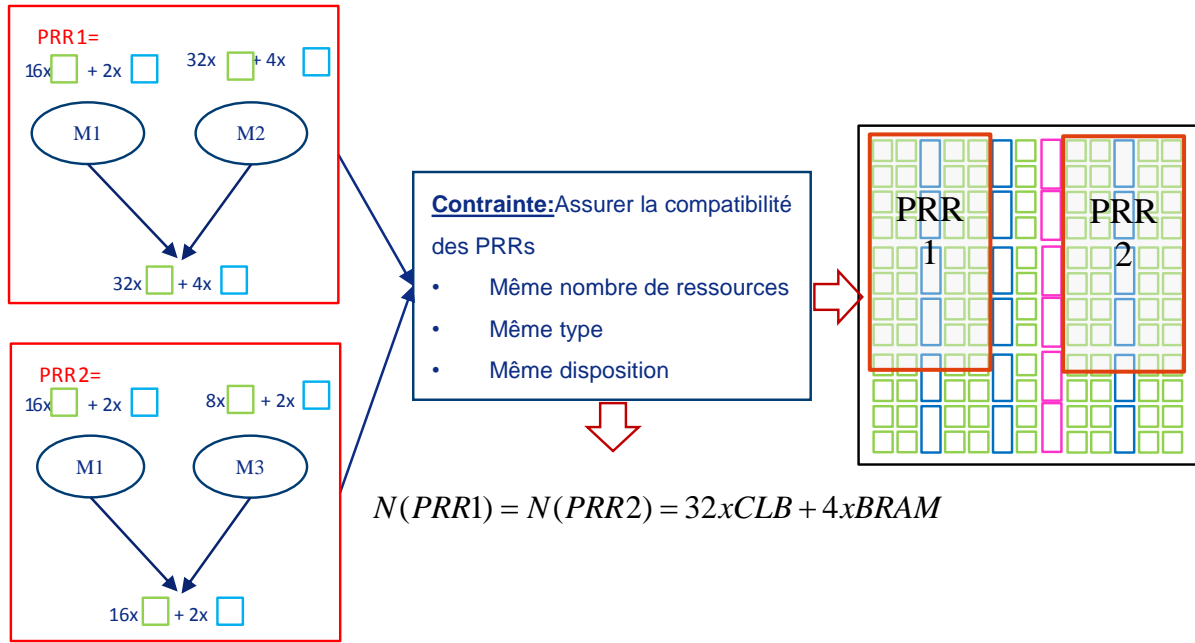 PRR1=
16x + 2x
32x + 4x
M1
M2
32x + 4x
PRR2=
16x + 2x
8x + 2x
M1
M3
16x + 2x
Contrainte:Assurer la compatibilité
des PRRs
• Même nombre de ressources
• Même type
• Même disposition
N(PRR1) = N(PRR2) = 32xCLB + 4xBRAM
PRR
1
PRR
2